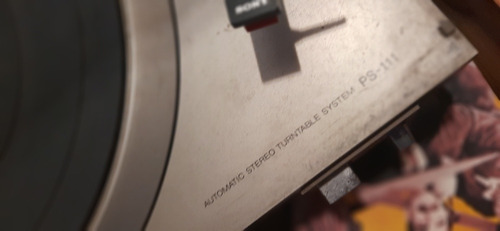 SONY
AUTOMATIC STEREO TURNTABLE SYSTEM PS-111